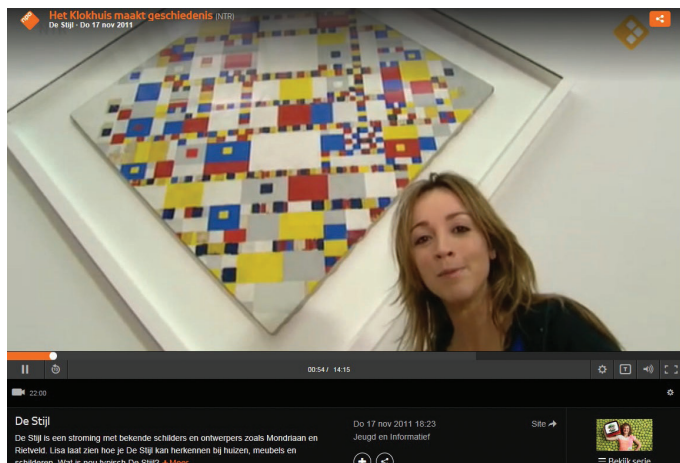 Het Klokhuis maakt geschiedenis (NTR)
De Stijl - Do 17 nov 2011
00:54 / 14:15
T
22:00
De Stijl
De Stijl is een stroming met bekende schilders en ontwerpers zoals Mondriaan en
Rietveld. Lisa laat zien hoe je De Stijl kan herkennen bij huizen, meubels en
schilderen. Wat is nou typisch De Stijl?
Do 17 nov 2011 18:23
Jeugd en Informatief
Site
Bekijk serie